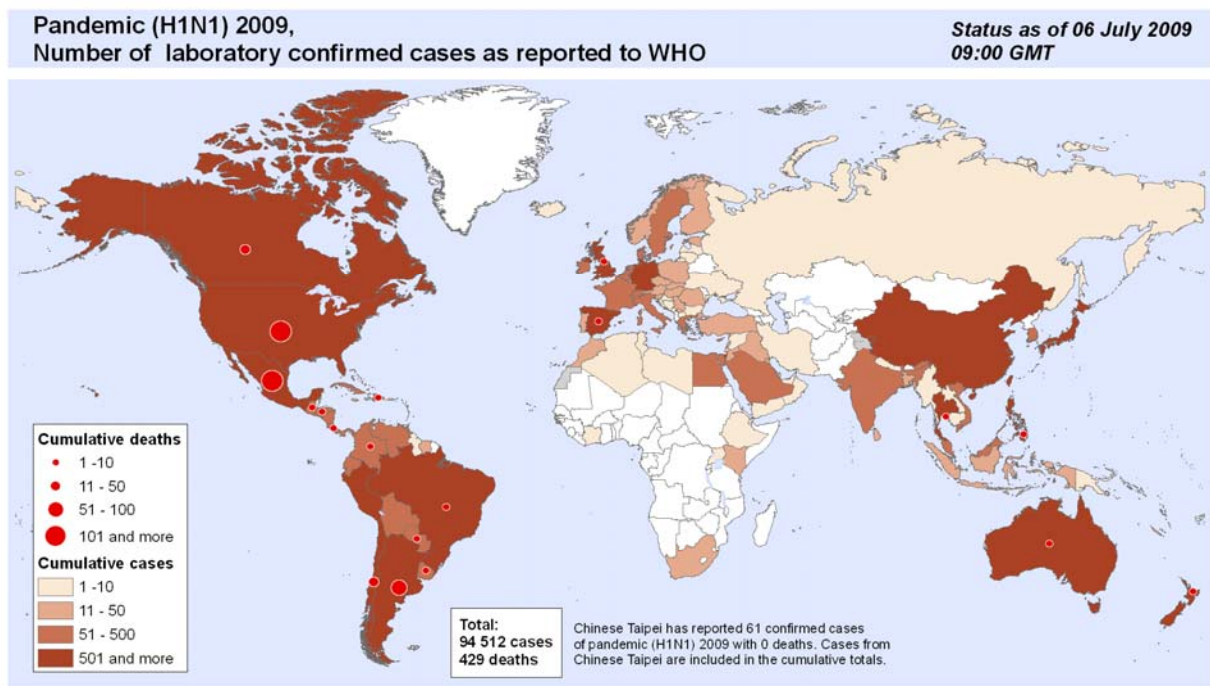 Pandemic (H1N1) 2009,
Number of laboratory confirmed cases as reported to WHO
Status as of 06 July 2009
09:00 GMT
Cumulative deaths
1 -10
11 - 50
51 - 100
101 and more
Cumulative cases
1 -10
11 - 50
51 - 500
501 and more
Total:
94 512 cases
429 deaths
Chinese Taipei has reported 61 confirmed cases
of pandemic (H1N1) 2009 with 0 deaths. Cases from
Chinese Taipei are included in the cumulative totals.